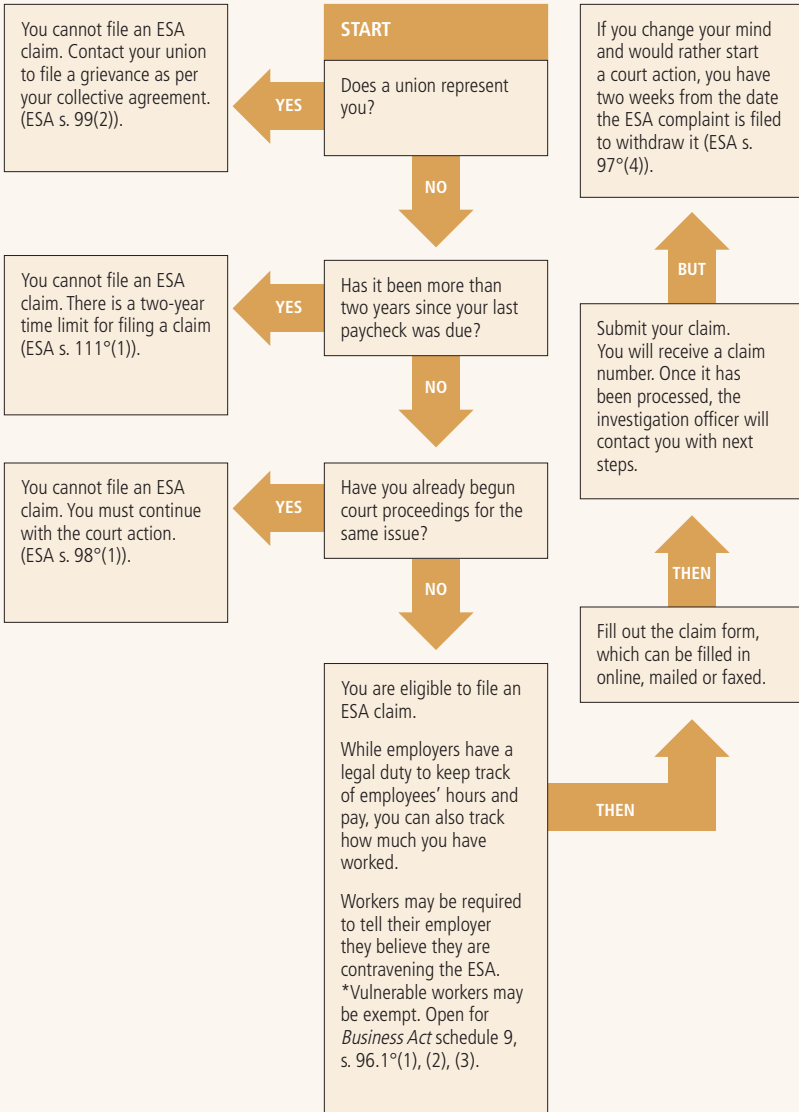 START
Does a union represent
you?
YES
You cannot file an ESA
claim. Contact your union
to file a grievance as per
your collective agreement.
(ESA s. 99(2)).
NO
Has it been more than
two years since your last
paycheck was due?
YES
You cannot file an ESA
claim. There is a two-year
time limit for filing a claim
(ESA s. 111°(1)).
NO
Have you already begun
court proceedings for the
same issue?
YES
You cannot file an ESA
claim. You must continue
with the court action.
(ESA s. 98°(1)).
NO
You are eligible to file an
ESA claim.
While employers have a
legal duty to keep track
of employees’ hours and
pay, you can also track
how much you have
worked.
Workers may be required
to tell their employer
they believe they are
contravening the ESA.
*Vulnerable workers may
be exempt. Open for
Business Act schedule 9,
s. 96.1°(1), (2), (3).
THEN
Fill out the claim form,
which can be filled in
online, mailed or faxed.
THEN
Submit your claim.
You will receive a claim
number. Once it has
been processed, the
investigation officer will
contact you with next
steps.
BUT
If you change your mind
and would rather start
a court action, you have
two weeks from the date
the ESA complaint is filed
to withdraw it (ESA s.
97°(4)).